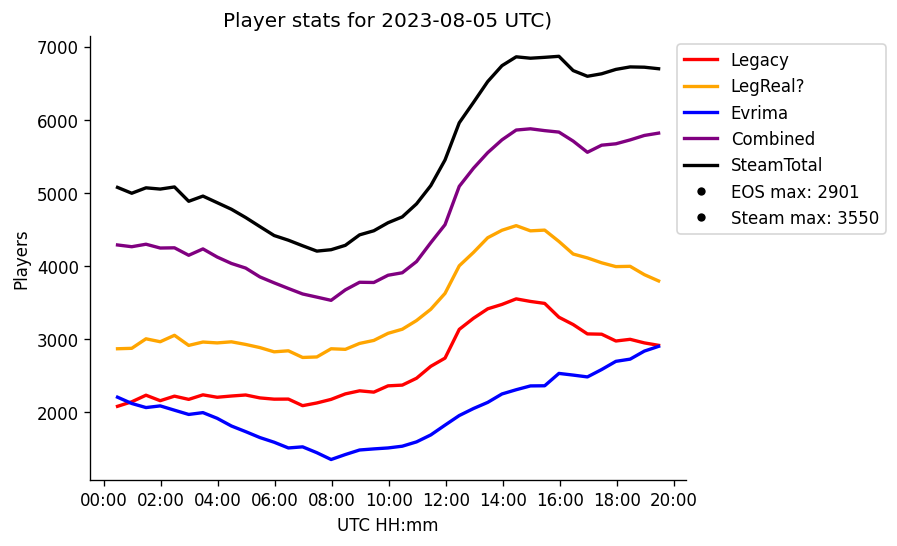 Player stats for 2023-08-05 UTC)
Players
7000
6000
5000
4000
3000
2000
00:00 02:00 04:00 06:00 08:00 10:00 12:00 14:00 16:00 18:00 20:00
UTC HH:mm
Legacy
LegReal?
Evrima
Combined
SteamTotal
EOS max: 2901
Steam max: 3550